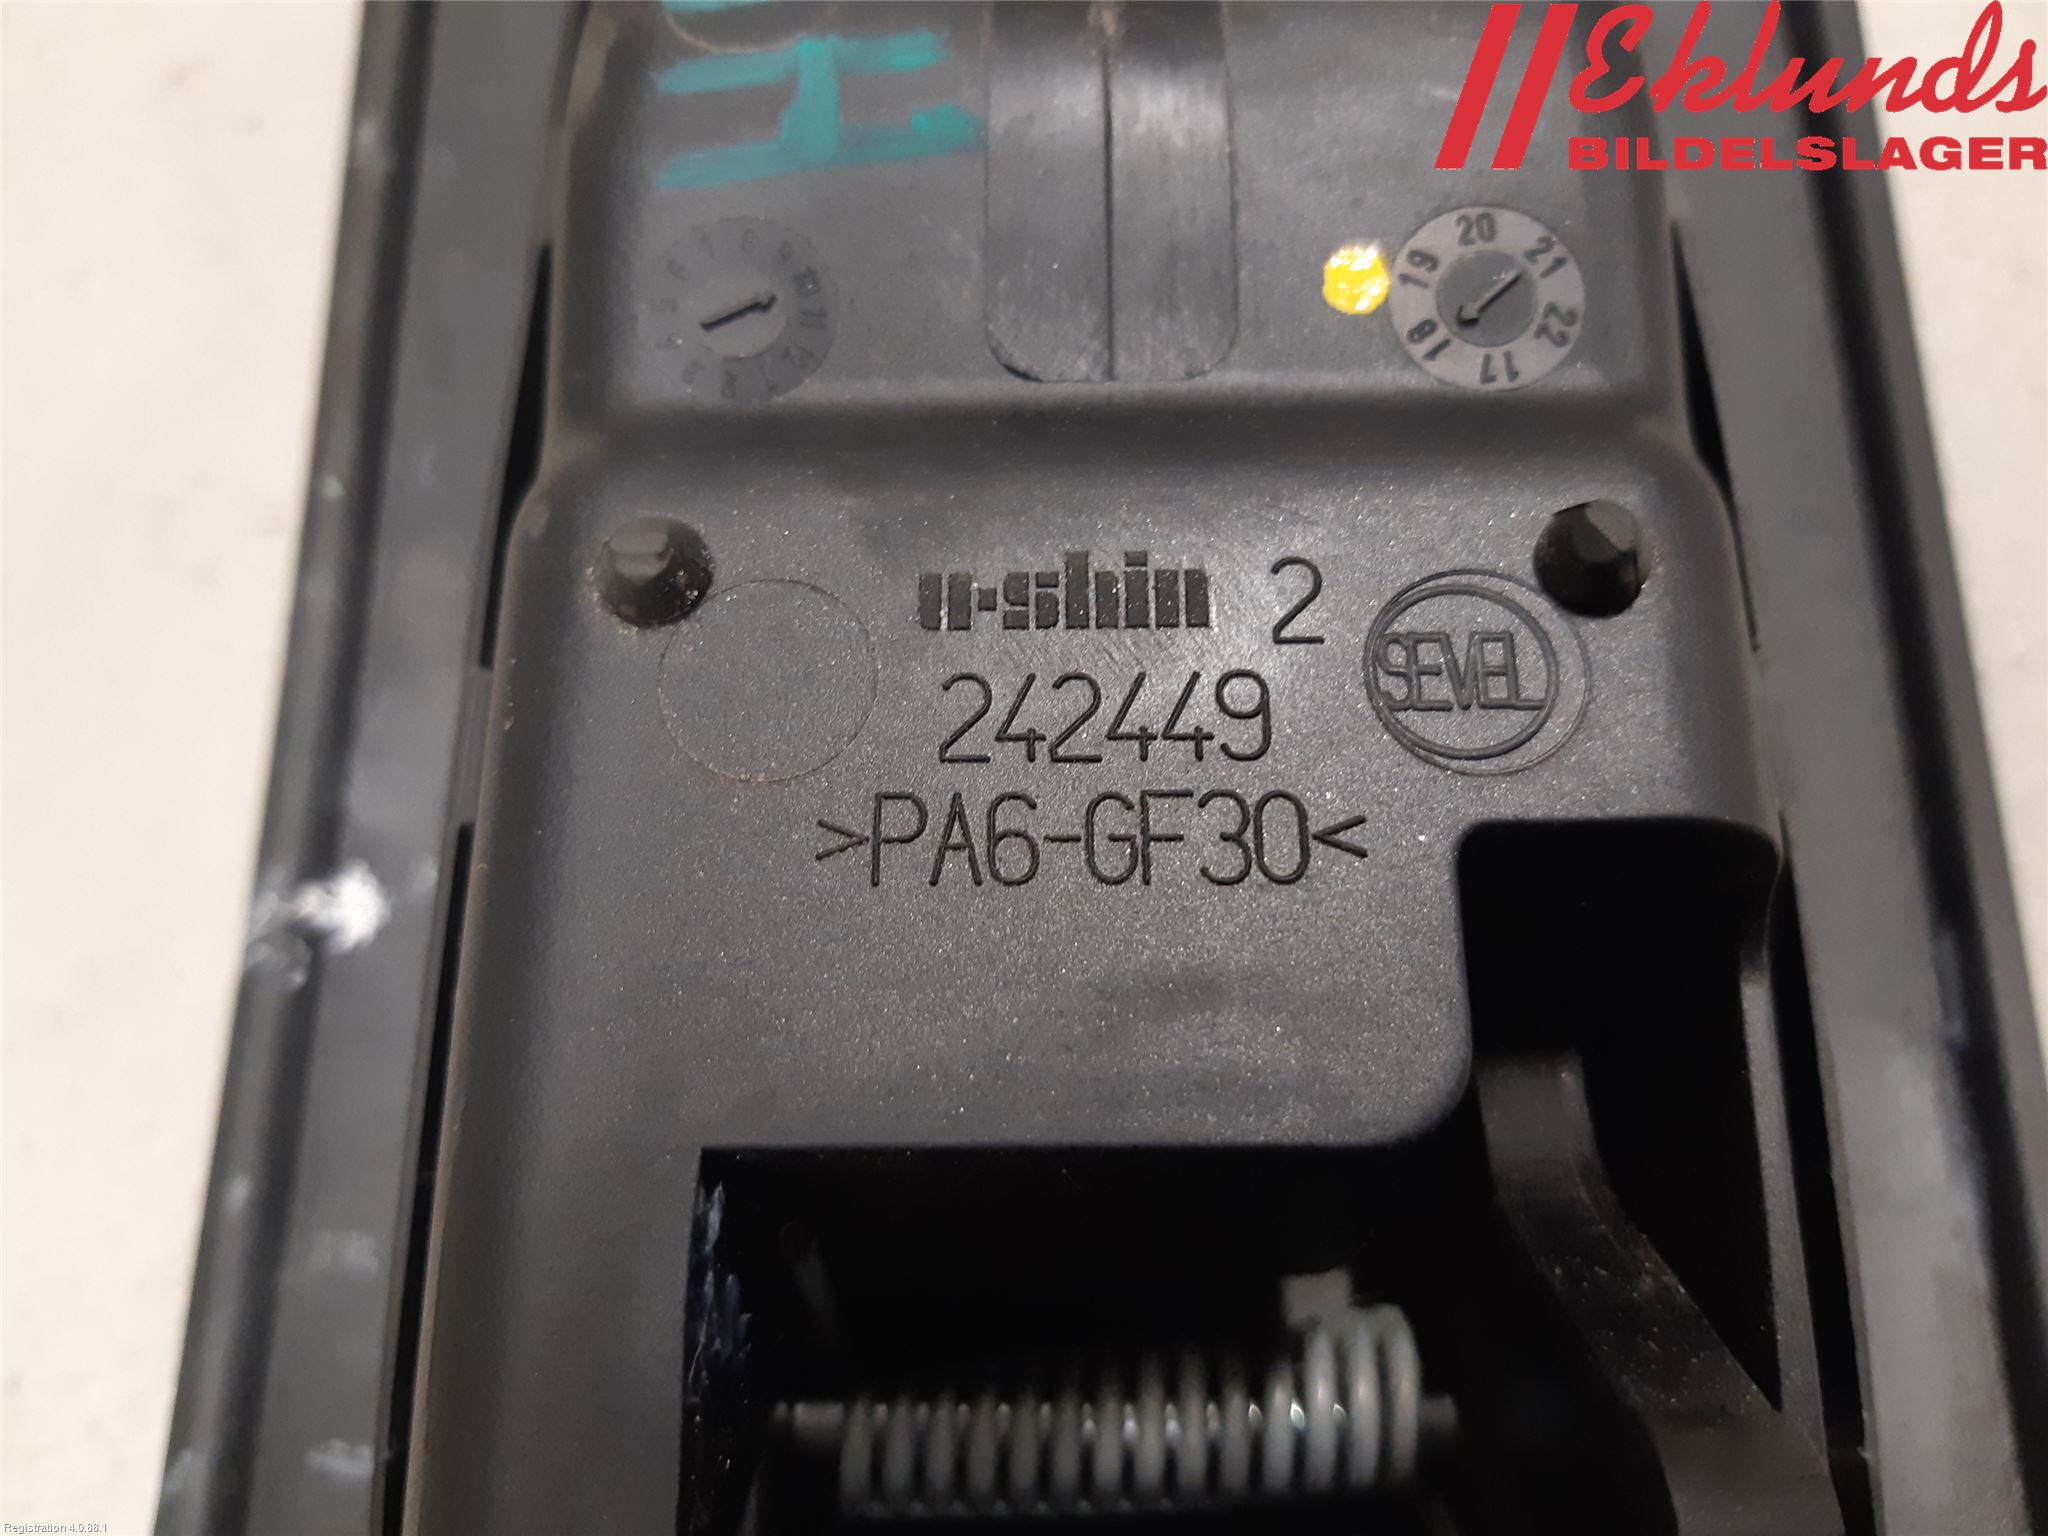 Eklunds
BILDELSLAGER
H
17 18 19 20 21 22
u-shin 2
SEVEL
242449
>PA6-GF30<
Registration 4.0.88.1